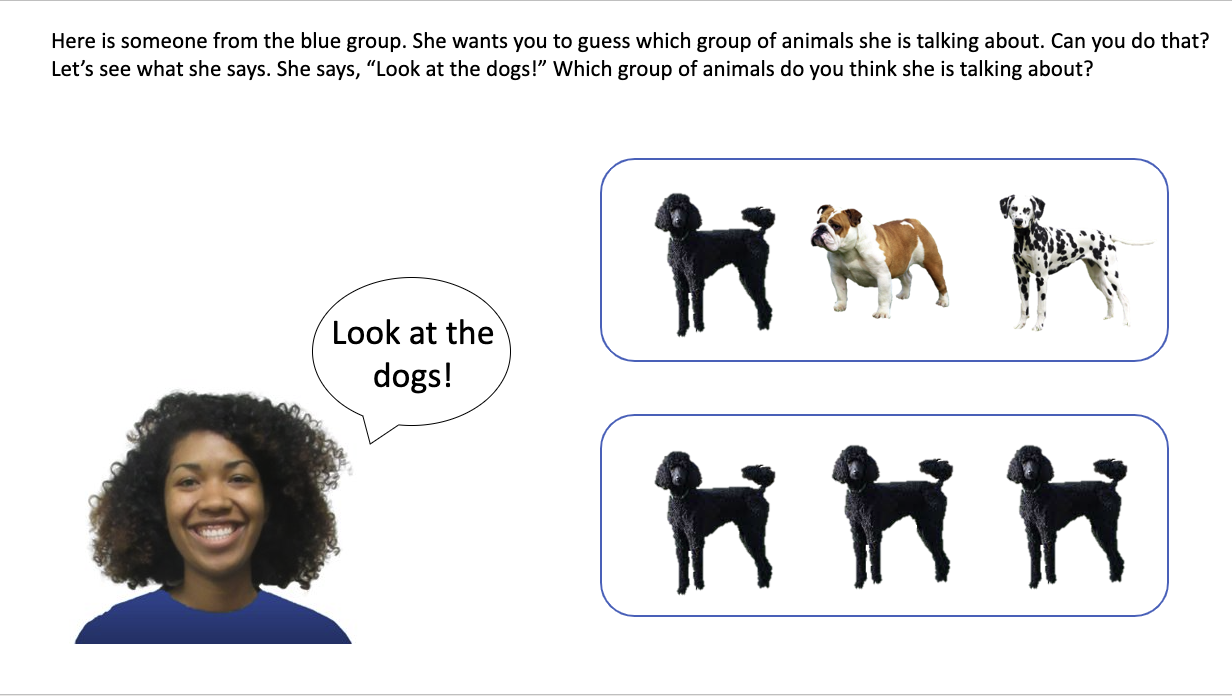 Here is someone from the blue group. She wants you to guess which group of animals she is talking about. Can you do that?
Let’s see what she says. She says, “Look at the dogs!” Which group of animals do you think she is talking about?
Look at the
dogs!